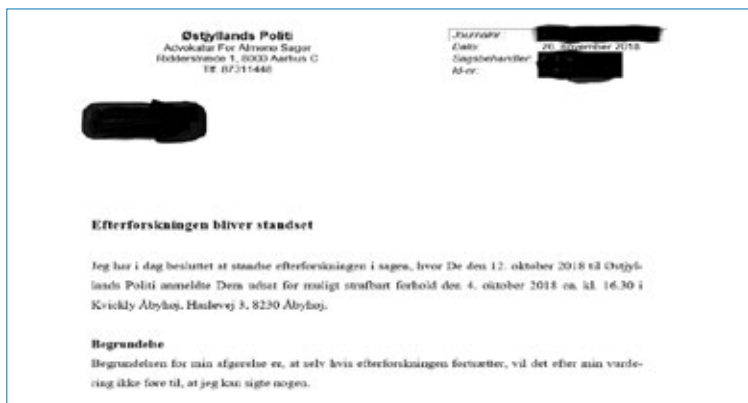 Østjyllands Politi
Advokatur For Almene Sager
Ridderstræde 1, 8000 Aarhus C
Tlf. 87311448
Journalnr
Dato: 26. november 2018
Sagsbehandler:
Id-nr.
Efterforskningen bliver standset
Jeg har i dag besluttet at standse efterforskningen i sagen, hvor De den 12. oktober 2018 til Østjyl-
lands Politi anmeldte Dem udsat for muligt strafbart forhold den 4. oktober 2018 ca. kl. 16.30 i
Kvickly Åbyhøj, Haslevej 3, 8230 Åbyhøj.
Begrundelse
Begrundelsen for min afgørelse er, at selv hvis efterforskningen fortsætter, vil det efter min vurde-
ring ikke føre til, at jeg kan sigte nogen.